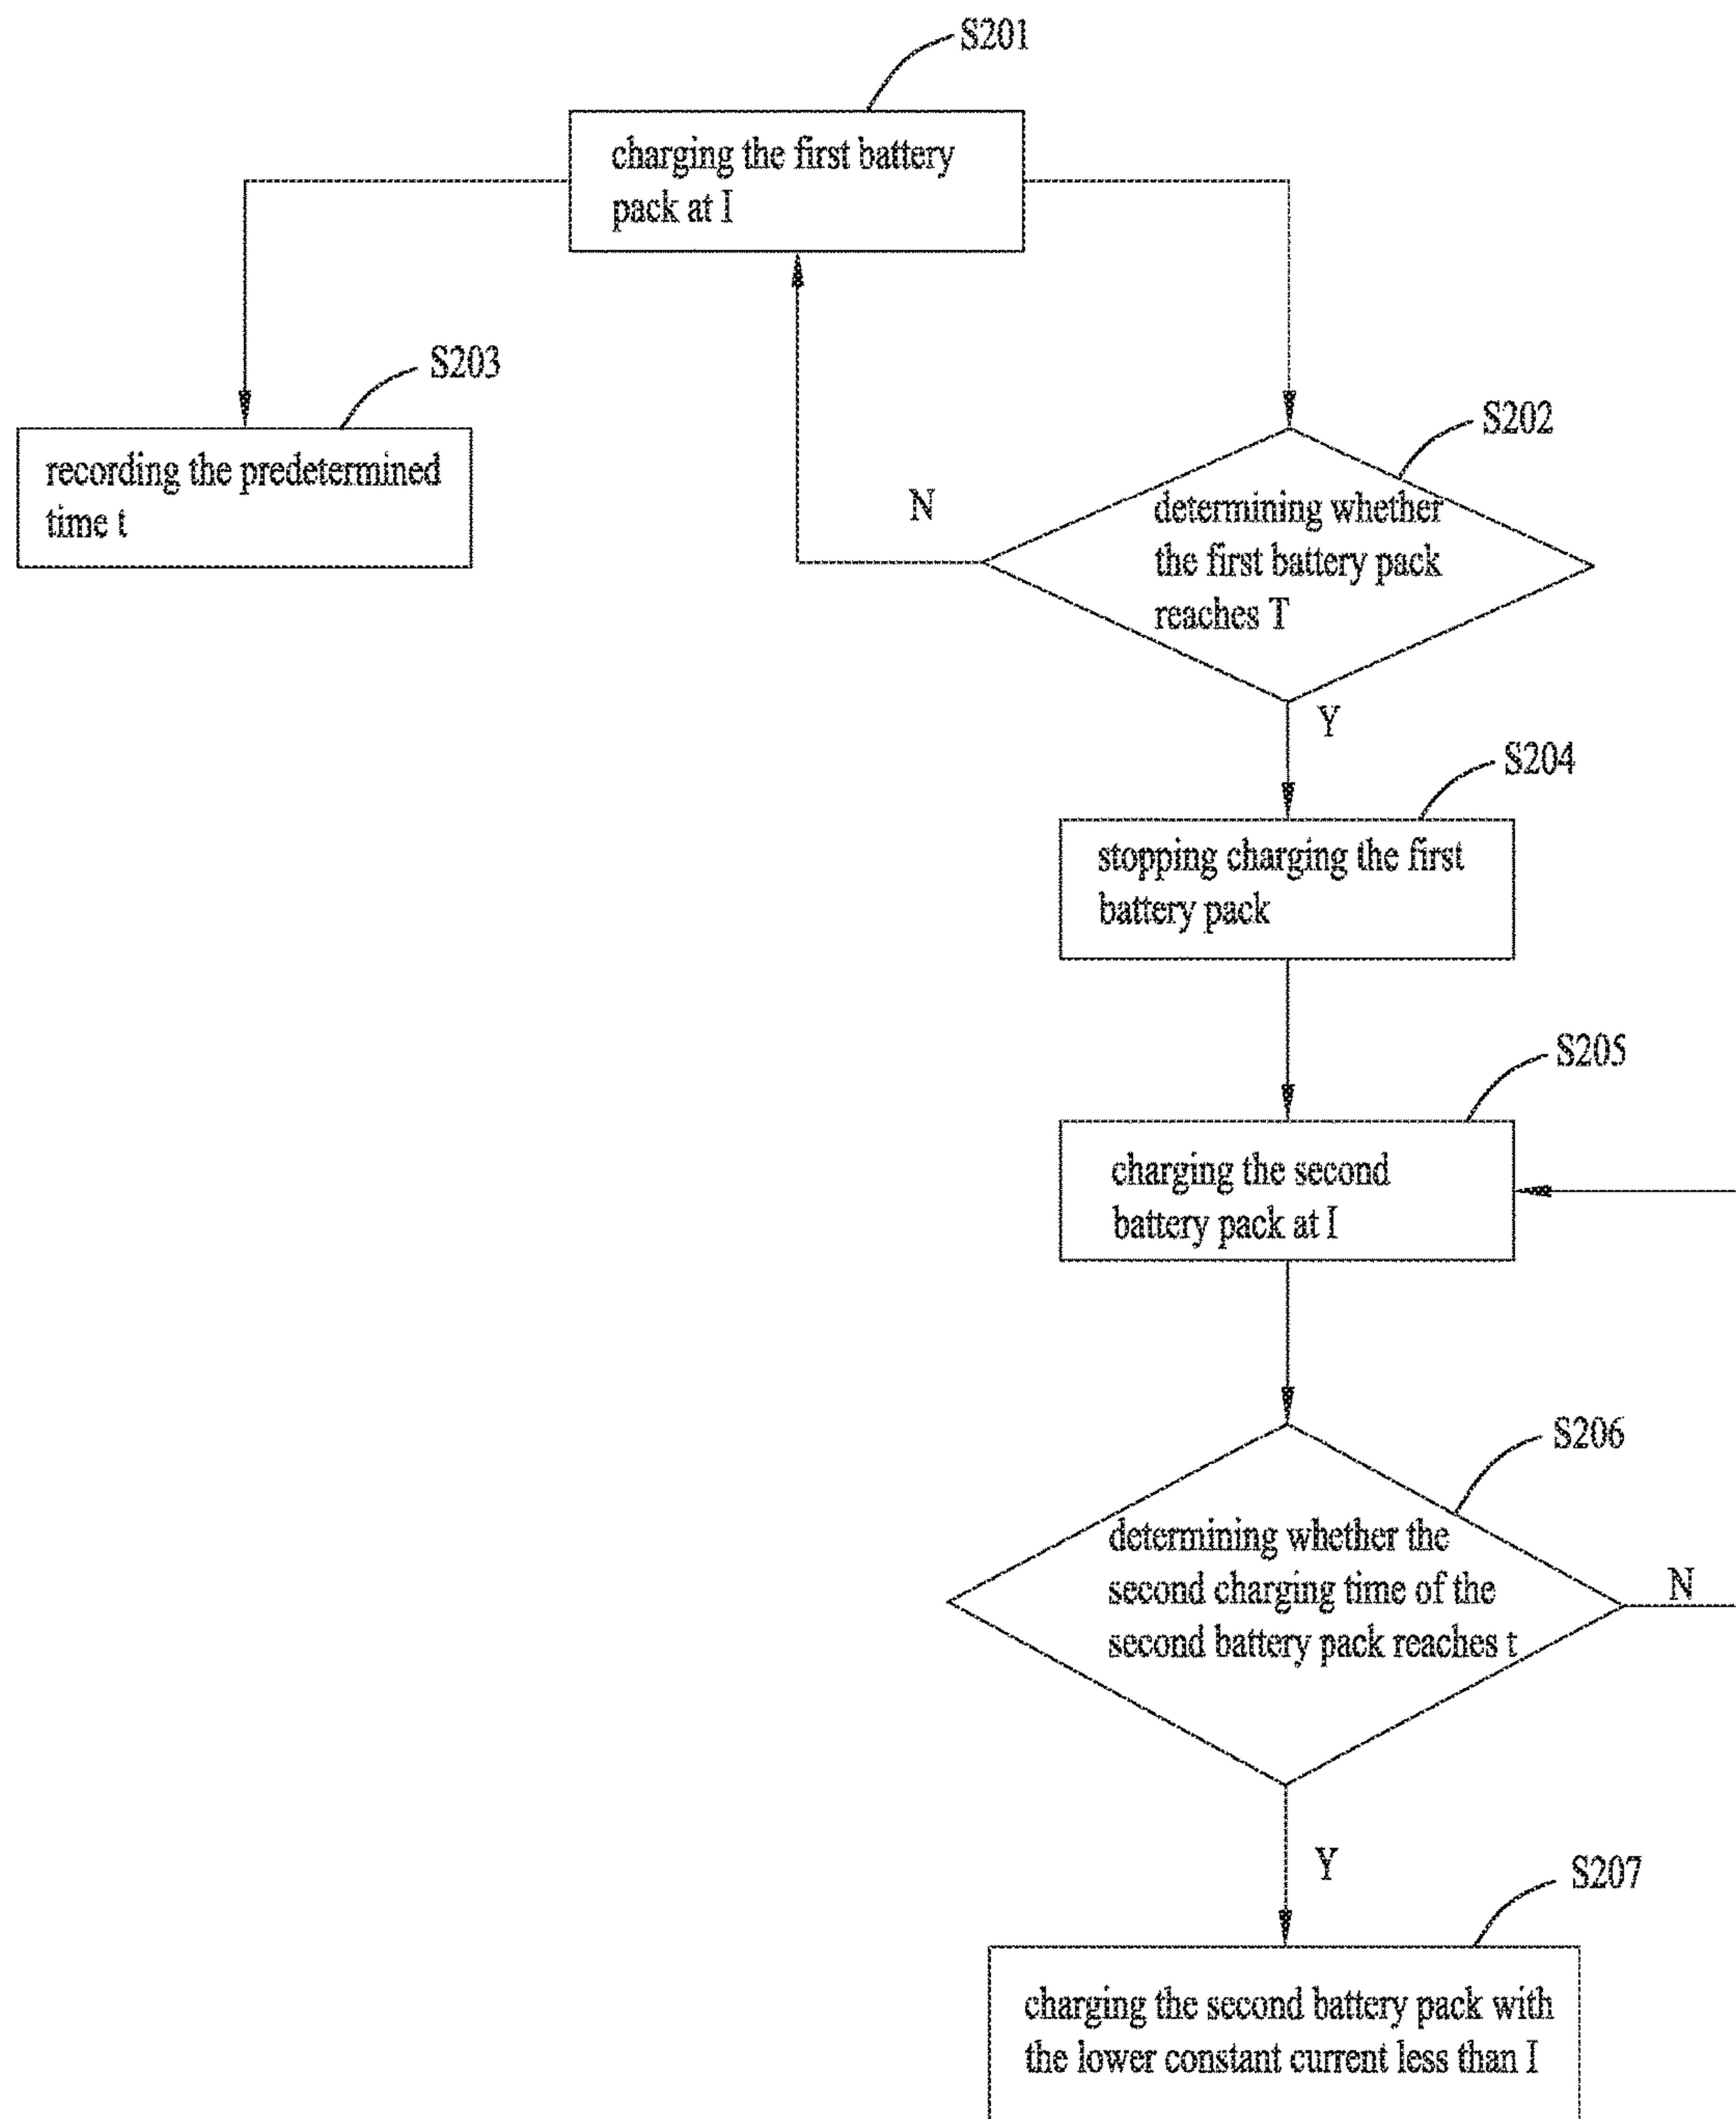 S201
charging the first battery
pack at I
S203
recording the predetermined
time t
S202
N
determining whether
the first battery pack
reaches T
Y
S204
stopping charging the first
battery pack
S205
charging the second
battery pack at I
S206
determining whether the
second charging time of the
second battery pack reaches t
N
Y
S207
charging the second battery pack with
the lower constant current less than I